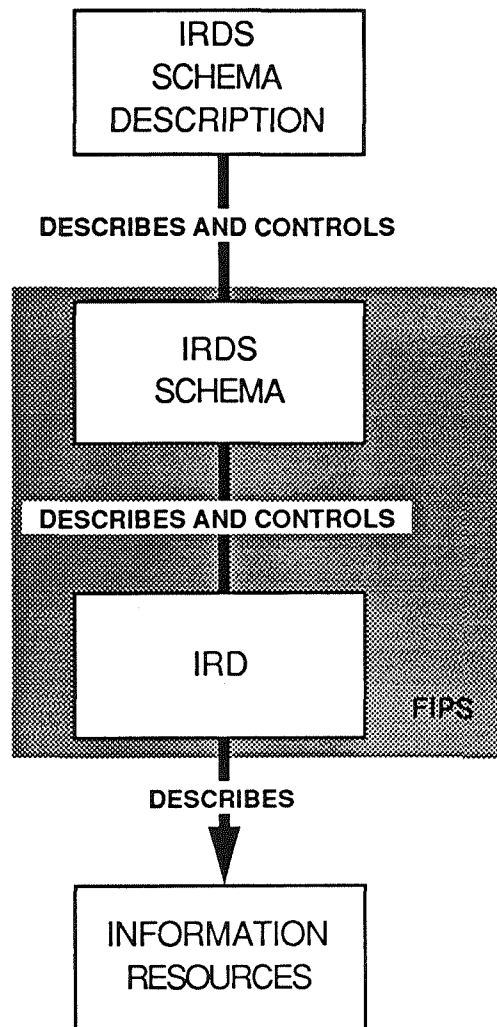 IRDS
SCHEMA
DESCRIPTION
DESCRIBES AND CONTROLS
IRDS
SCHEMA
DESCRIBES AND CONTROLS
IRD
FIPS
DESCRIBES
INFORMATION
RESOURCES